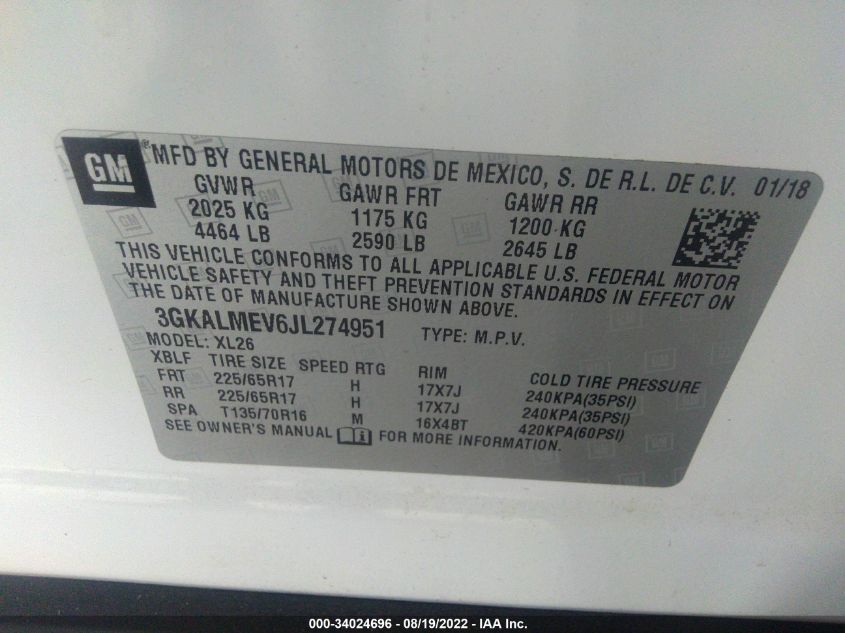 GM ® MFD BY GENERAL MOTORS DE MEXICO, S. DE R.L. DE C.V. 01/18
GVWR GAWR FRT GAWR RR
2025 KG 1175 KG 1200 KG
4464 LB 2590 LB 2645 LB
THIS VEHICLE CONFORMS TO ALL APPLICABLE U.S. FEDERAL MOTOR
VEHICLE SAFETY AND THEFT PREVENTION STANDARDS IN EFFECT ON
THE DATE OF MANUFACTURE SHOWN ABOVE.
3GKALMEV6JL274951 TYPE: M.P.V.
MODEL: XL26
XBLF TIRE SIZE SPEED RTG RIM COLD TIRE PRESSURE
FRT 225/65R17 H 17X7J 240KPA(35PSI)
RR 225/65R17 H 17X7J 240KPA(35PSI)
SPA T135/70R16 M 16X4BT 420KPA(60PSI)
SEE OWNER'S MANUAL FOR MORE INFORMATION.
000-34024696 - 08/19/2022 - IAA Inc.